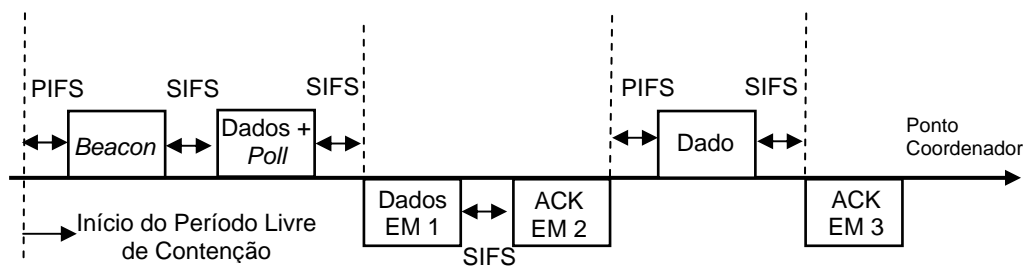 PIFS
SIFS
SIFS
PIFS
SIFS
Beacon
Dados +
Poll
Dado
Ponto
Coordenador
Dados
EM 1
SIFS
ACK
EM 2
ACK
EM 3
Início do Período Livre
de Contenção